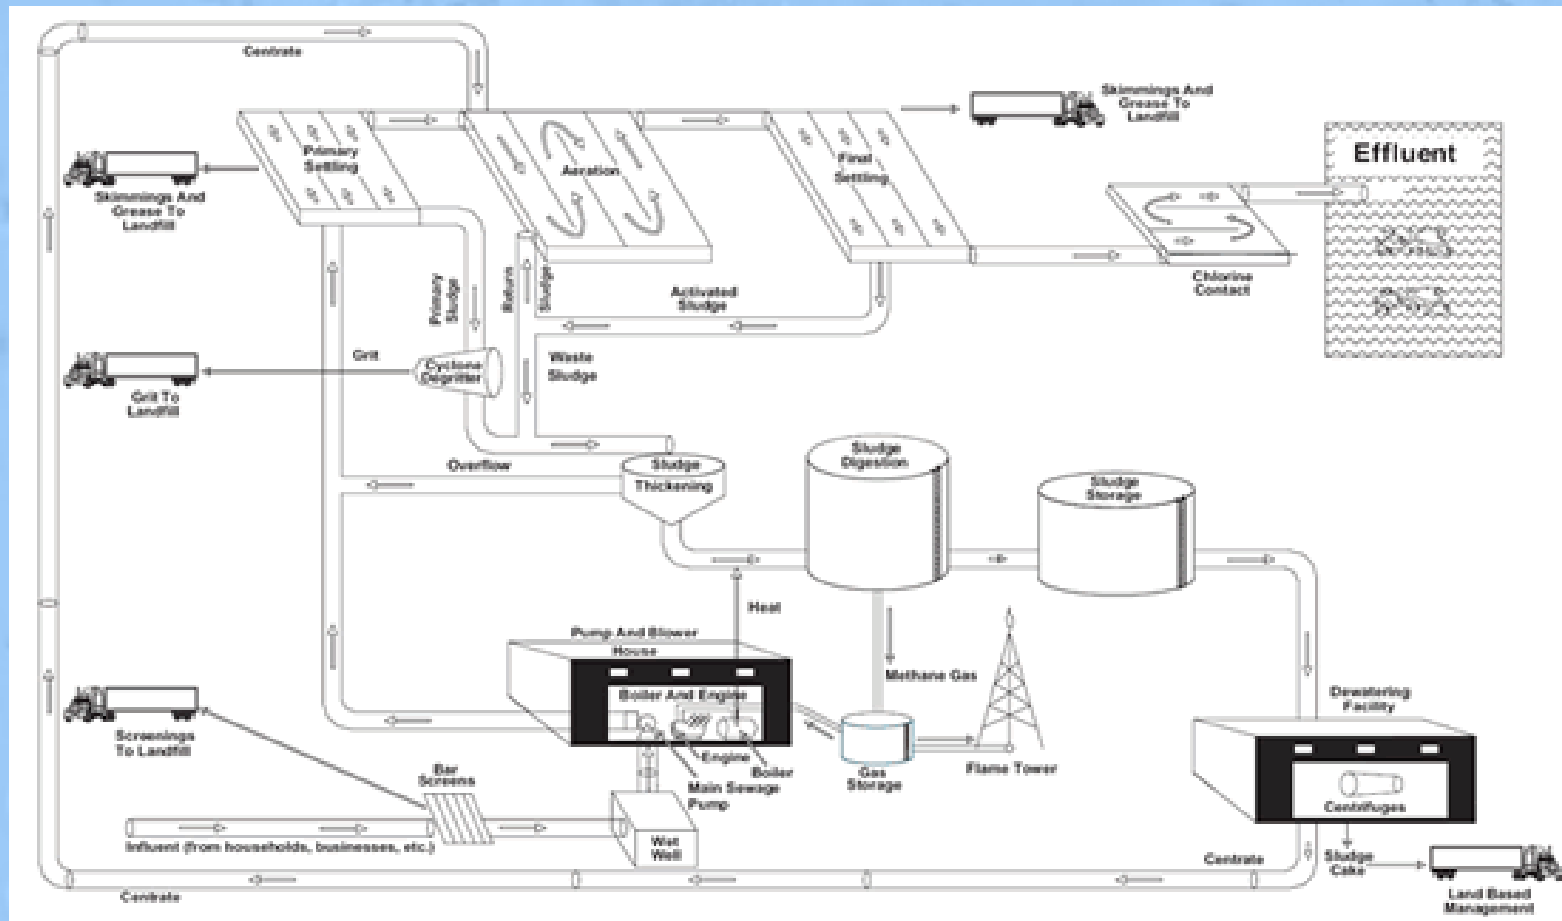 Centrate
Skimmings And
Grease To
Landfill
Effluent
Primary
Settling
Aeration
Final
Settling
Skimmings And
Grease To
Landfill
Chlorine
Contact
Primary
Sludge
Return
Sludge
Activated
Sludge
Grit
Cyclone
Degritter
Waste
Sludge
Grit To
Landfill
Overflow
Sludge
Thickening
Sludge
Digestion
Sludge
Storage
Heat
Pump And Blower
House
Boiler And Engine
Methane Gas
Dewatering
Facility
Screenings
To Landfill
Engine
Boiler
Main Sewage
Pump
Gas
Storage
Flame Tower
Bar
Screens
Centrifuges
Influent (from households, businesses, etc.)
Wet
Well
Centrate
Sludge
Cake
Centrate
Land Based
Management